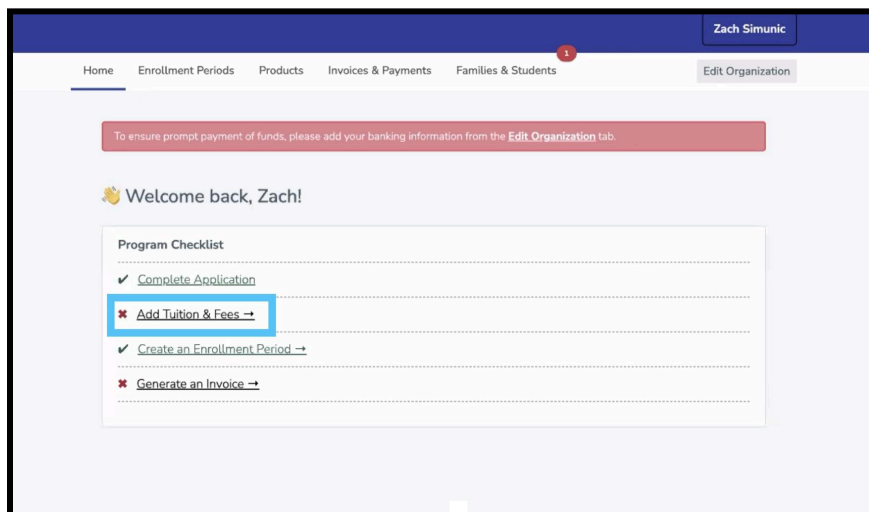 Zach Simunic
1
Home Enrollment Periods Products Invoices & Payments Families & Students Edit Organization
To ensure prompt payment of funds, please add your banking information from the Edit Organization tab.
👋 Welcome back, Zach!
Program Checklist
✔ Complete Application
✖ Add Tuition & Fees →
✔ Create an Enrollment Period →
✖ Generate an Invoice →